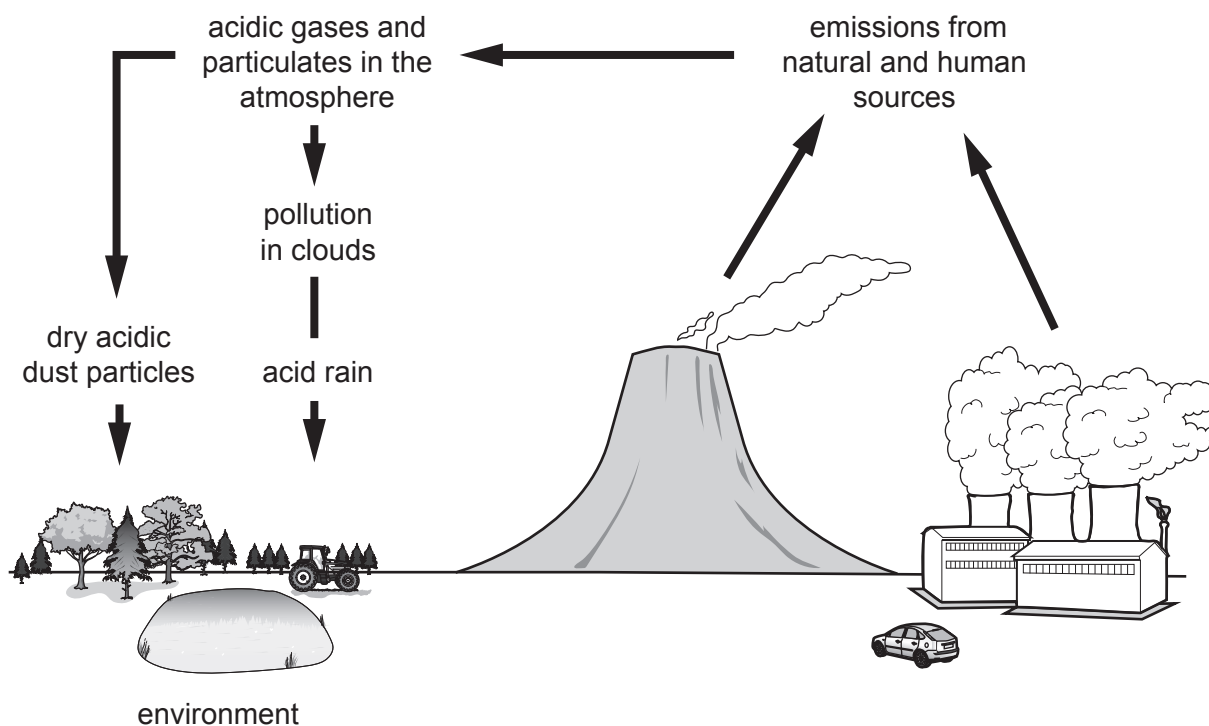 acidic gases and
particulates in the
atmosphere
emissions from
natural and human
sources
pollution
in clouds
dry acidic
dust particles
acid rain
environment